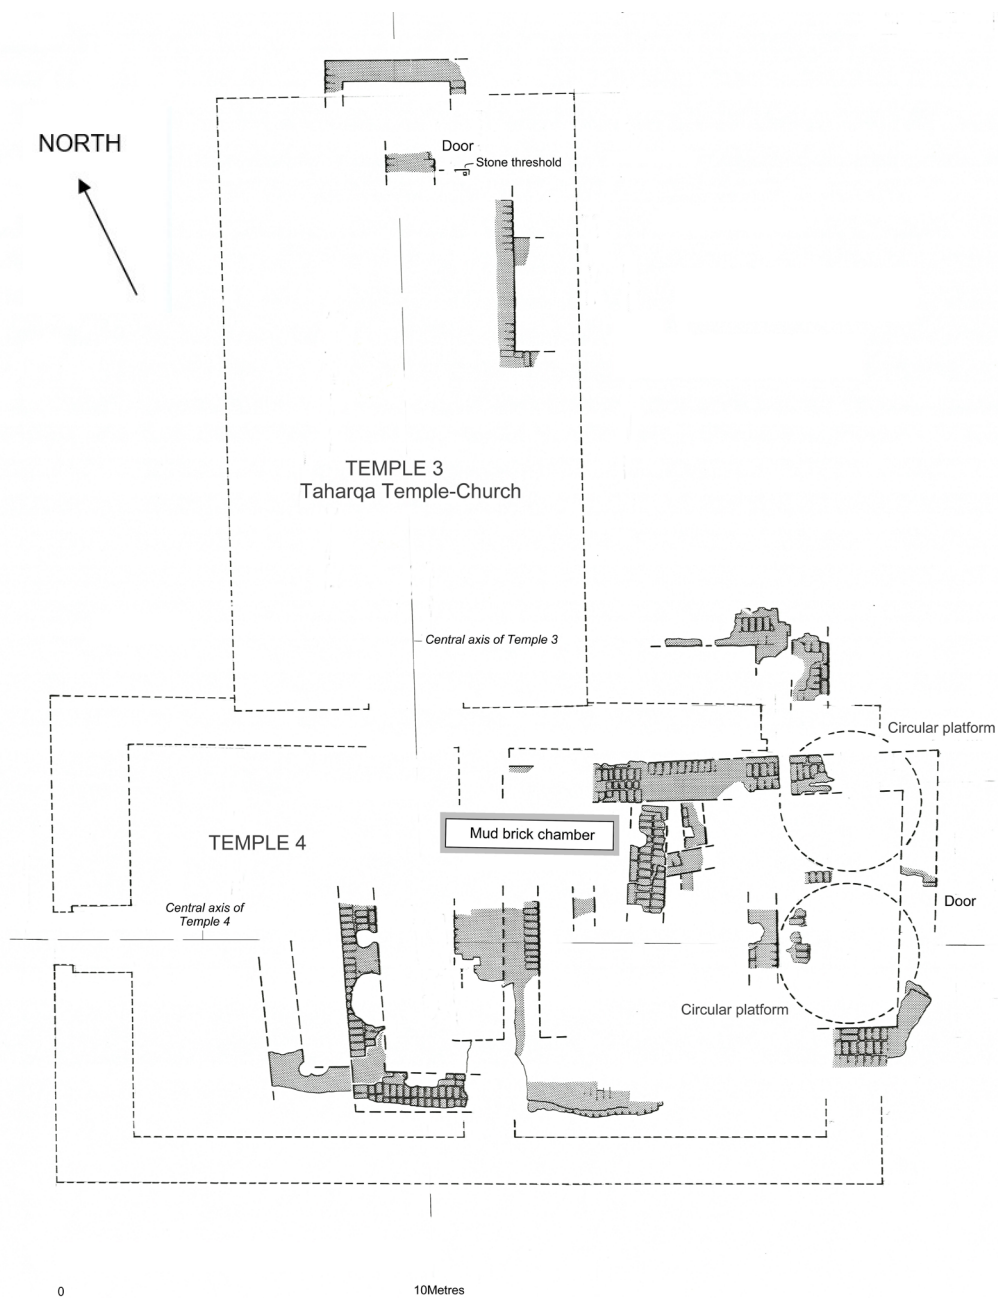 NORTH
Door
Stone threshold
TEMPLE 3
Taharqa Temple-Church
Central axis of Temple 3
Circular platform
Mud brick chamber
TEMPLE 4
Central axis of
Temple 4
Door
Circular platform
0
10Metres